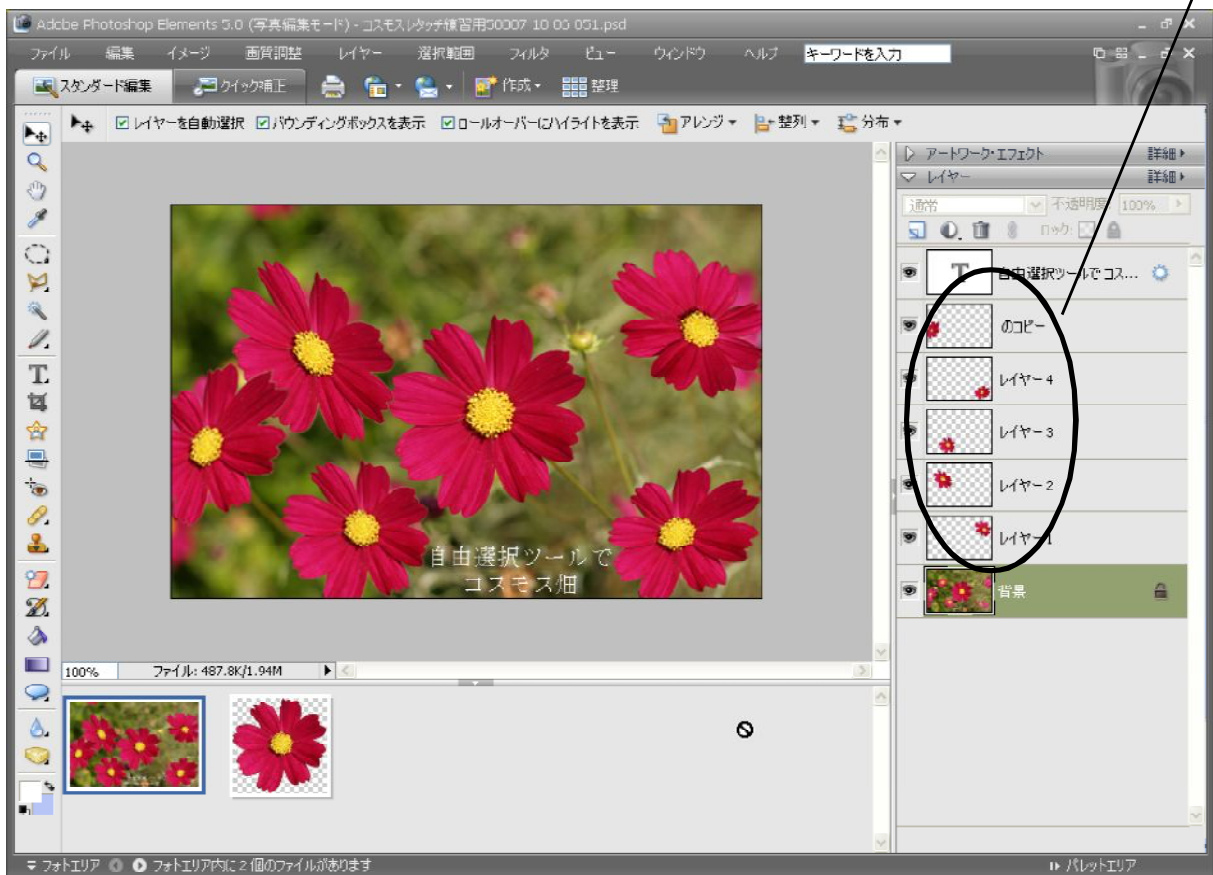 Adobe Photoshop Elements 5.0 (写真編集モード) - コスモスレタッチ練習用50007 10 05 051.psd
ファイル 編集 イメージ 画質調整 レイヤー 選択範囲 フィルタ ビュー ウィンドウ ヘルプ キーワードを入力
スタンダード編集 クイック補正 作成 整理
レイヤーを自動選択 バウンディングボックスを表示 ロールオーバーにハイライトを表示 アレンジ 整列 分布
アートワーク・エフェクト 詳細
レイヤー 詳細
通常 不透明度: 100%
ロック:
T 自由選択ツールで コス...
のコピー
レイヤー 4
レイヤー 3
レイヤー 2
レイヤー 1
背景
自由選択ツールで
コスモス畑
100% ファイル: 487.8K/1.94M
フォトエリア フォトエリア内に 2 個のファイルがあります パレットエリア